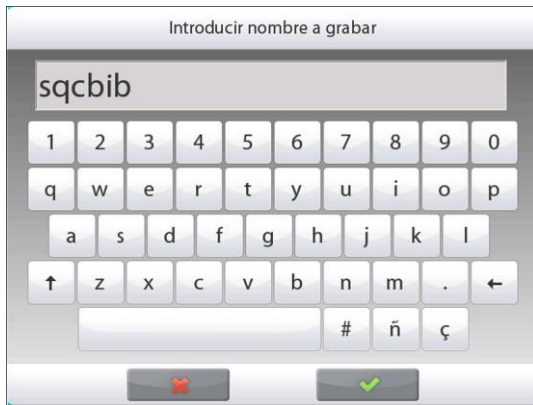 Introducir nombre a grabar
sqcbib
1 2 3 4 5 6 7 8 9 0
q w e r t y u i o p
a s d f g h j k l
↑ z x c v b n m . ←
# ñ ç